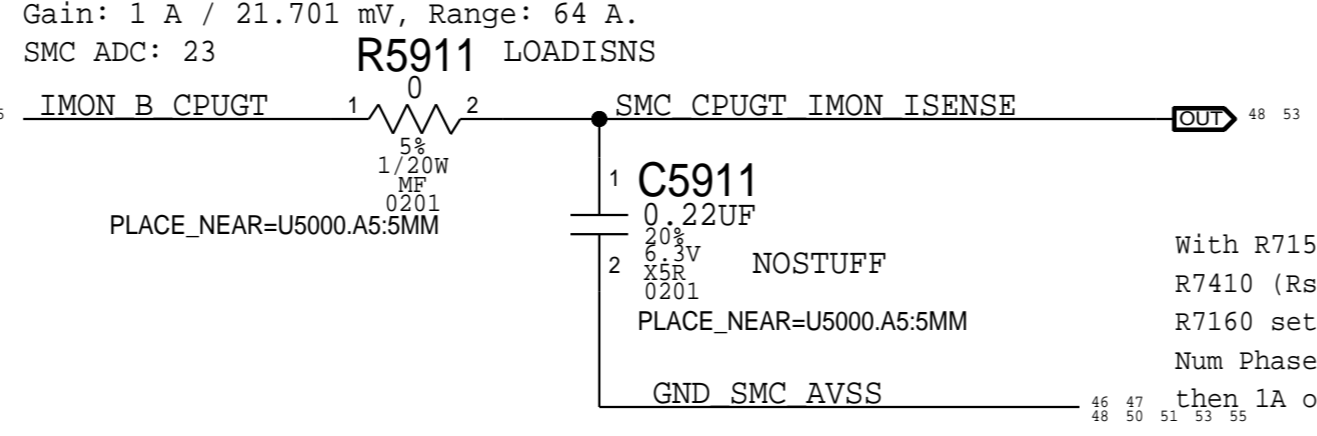 Gain: 1 A / 21.701 mV, Range: 64 A.
SMC ADC: 23
R5911
LOADISNS
0
IMON_B_CPUGT
1
2
SMC_CPUGT_IMON_ISENSE
OUT
48 53
5%
1/20W
MF
0201
PLACE_NEAR=U5000.A5:5MM
1
C5911
0.22UF
20%
6.3V
X5R
0201
2
NOSTUFF
PLACE_NEAR=U5000.A5:5MM
With R715
R7410 (Rs
R7160 set
Num Phase
then 1A o
GND_SMC_AVSS
46 47
48 50 51 53 55